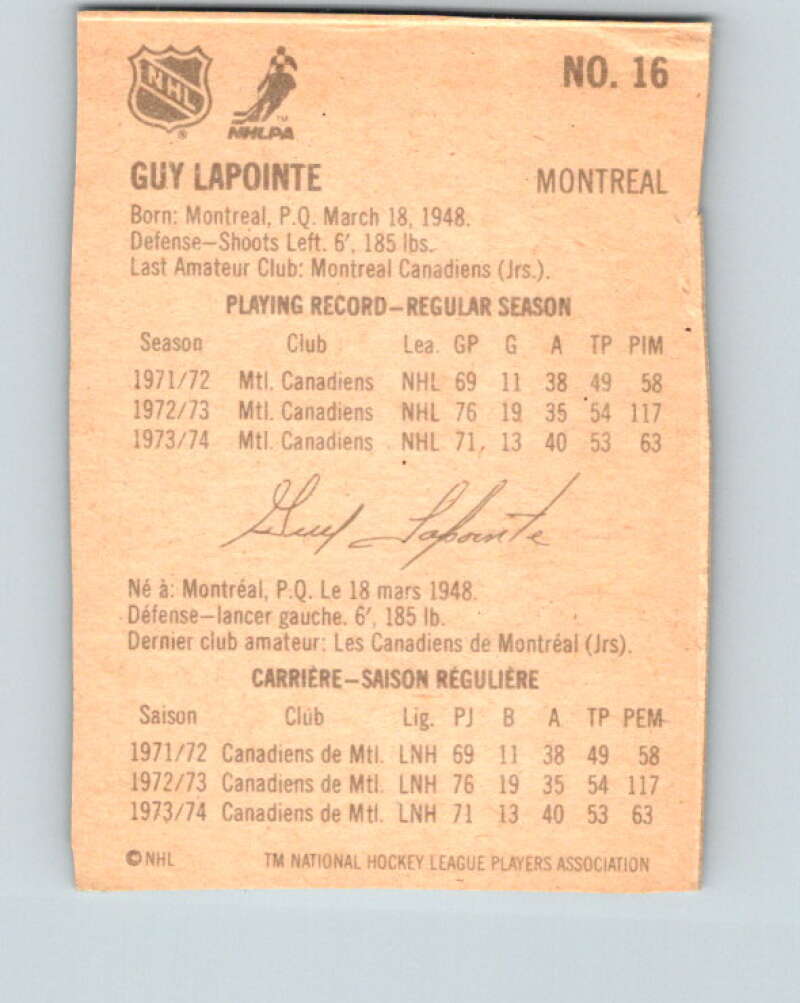 NHL
NHLPA
TM
®
NO. 16
GUY LAPOINTE MONTREAL
Born: Montreal, P.Q. March 18, 1948.
Defense—Shoots Left. 6′, 185 lbs.
Last Amateur Club: Montreal Canadiens (Jrs.).
PLAYING RECORD—REGULAR SEASON
Season Club Lea. GP G A TP PIM
1971/72 Mtl. Canadiens NHL 69 11 38 49 58
1972/73 Mtl. Canadiens NHL 76 19 35 54 117
1973/74 Mtl. Canadiens NHL 71 13 40 53 63
Guy Lapointe
Né à: Montréal, P.Q. Le 18 mars 1948.
Défense—lancer gauche. 6′, 185 lb.
Dernier club amateur: Les Canadiens de Montréal (Jrs).
CARRIÈRE—SAISON RÉGULIÈRE
Saison Club Lig. PJ B A TP PEM
1971/72 Canadiens de Mtl. LNH 69 11 38 49 58
1972/73 Canadiens de Mtl. LNH 76 19 35 54 117
1973/74 Canadiens de Mtl. LNH 71 13 40 53 63
©NHL TM NATIONAL HOCKEY LEAGUE PLAYERS ASSOCIATION